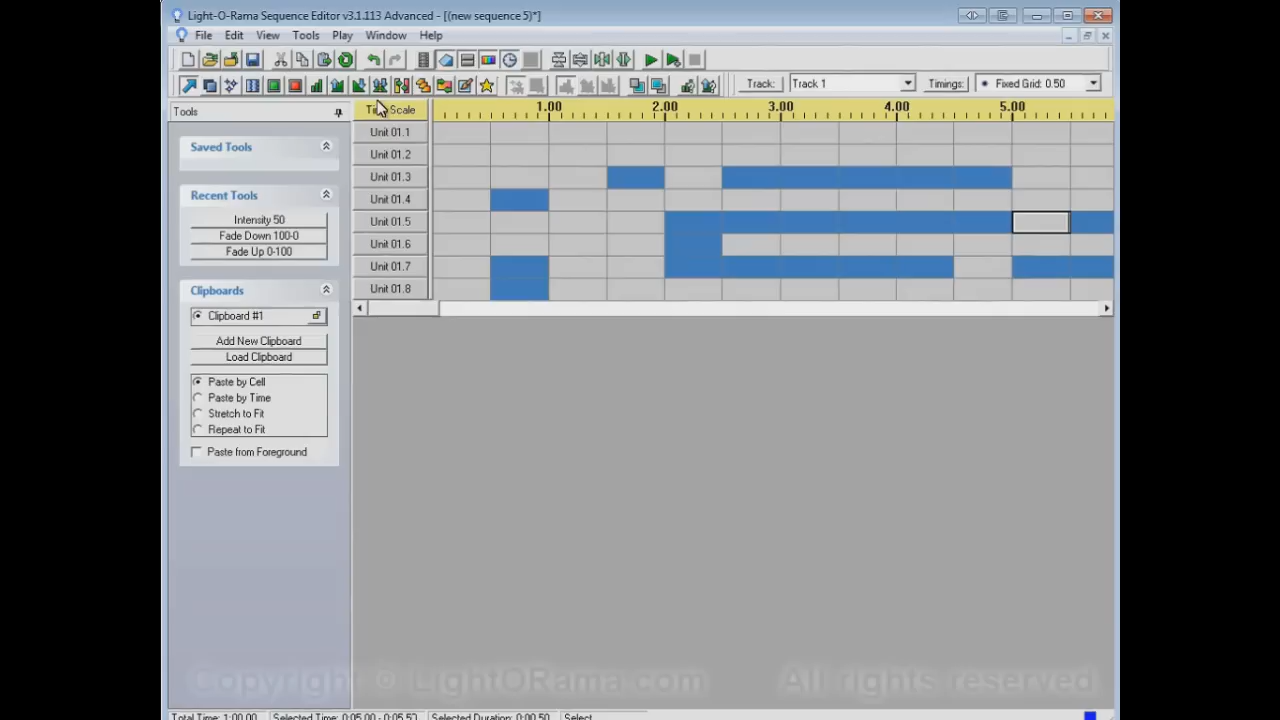 Light-O-Rama Sequence Editor v3.1.113 Advanced - [(new sequence 5)*]
File Edit View Tools Play Window Help
Track: Track 1 Timings: Fixed Grid: 0.50
Tools
Saved Tools
Recent Tools
Intensity 50
Fade Down 100-0
Fade Up 0-100
Clipboards
Clipboard #1
Add New Clipboard
Load Clipboard
Paste by Cell
Paste by Time
Stretch to Fit
Repeat to Fit
Paste from Foreground
Scale 1.00 2.00 3.00 4.00 5.00
Unit 01.1
Unit 01.2
Unit 01.3
Unit 01.4
Unit 01.5
Unit 01.6
Unit 01.7
Unit 01.8
Copyright © LightORama.com All rights reserved
Total Time: 1:00.00 Selected Time: 0:05.00 - 0:05.50 Selected Duration: 0:00.50 Select